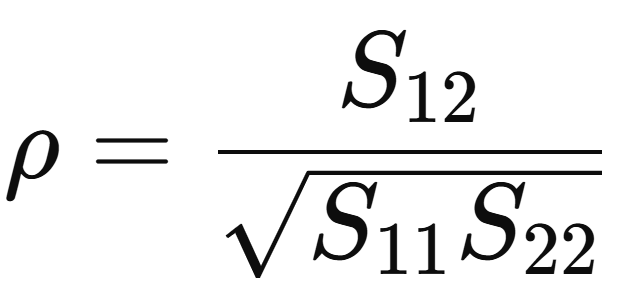 ρ = S₁₂ / √(S₁₁S₂₂)